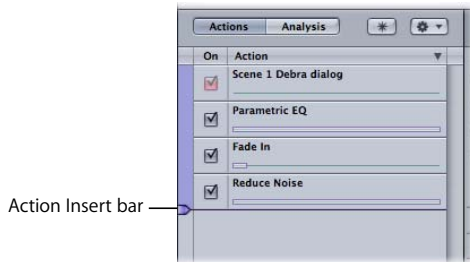 Actions Analysis
On Action
Scene 1 Debra dialog
Parametric EQ
Fade In
Reduce Noise
Action Insert bar